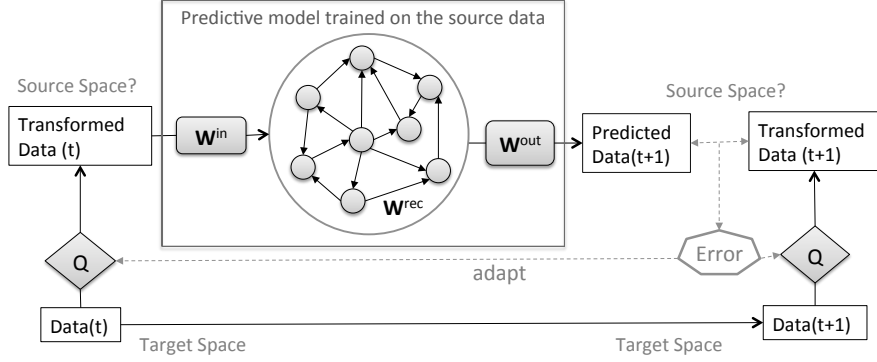 Predictive model trained on the source data
Source Space?
Transformed
Data (t)
W^in
W^rec
W^out
Predicted
Data(t+1)
Source Space?
Transformed
Data (t+1)
Q
Error
Q
adapt
Data(t)
Target Space
Target Space
Data(t+1)